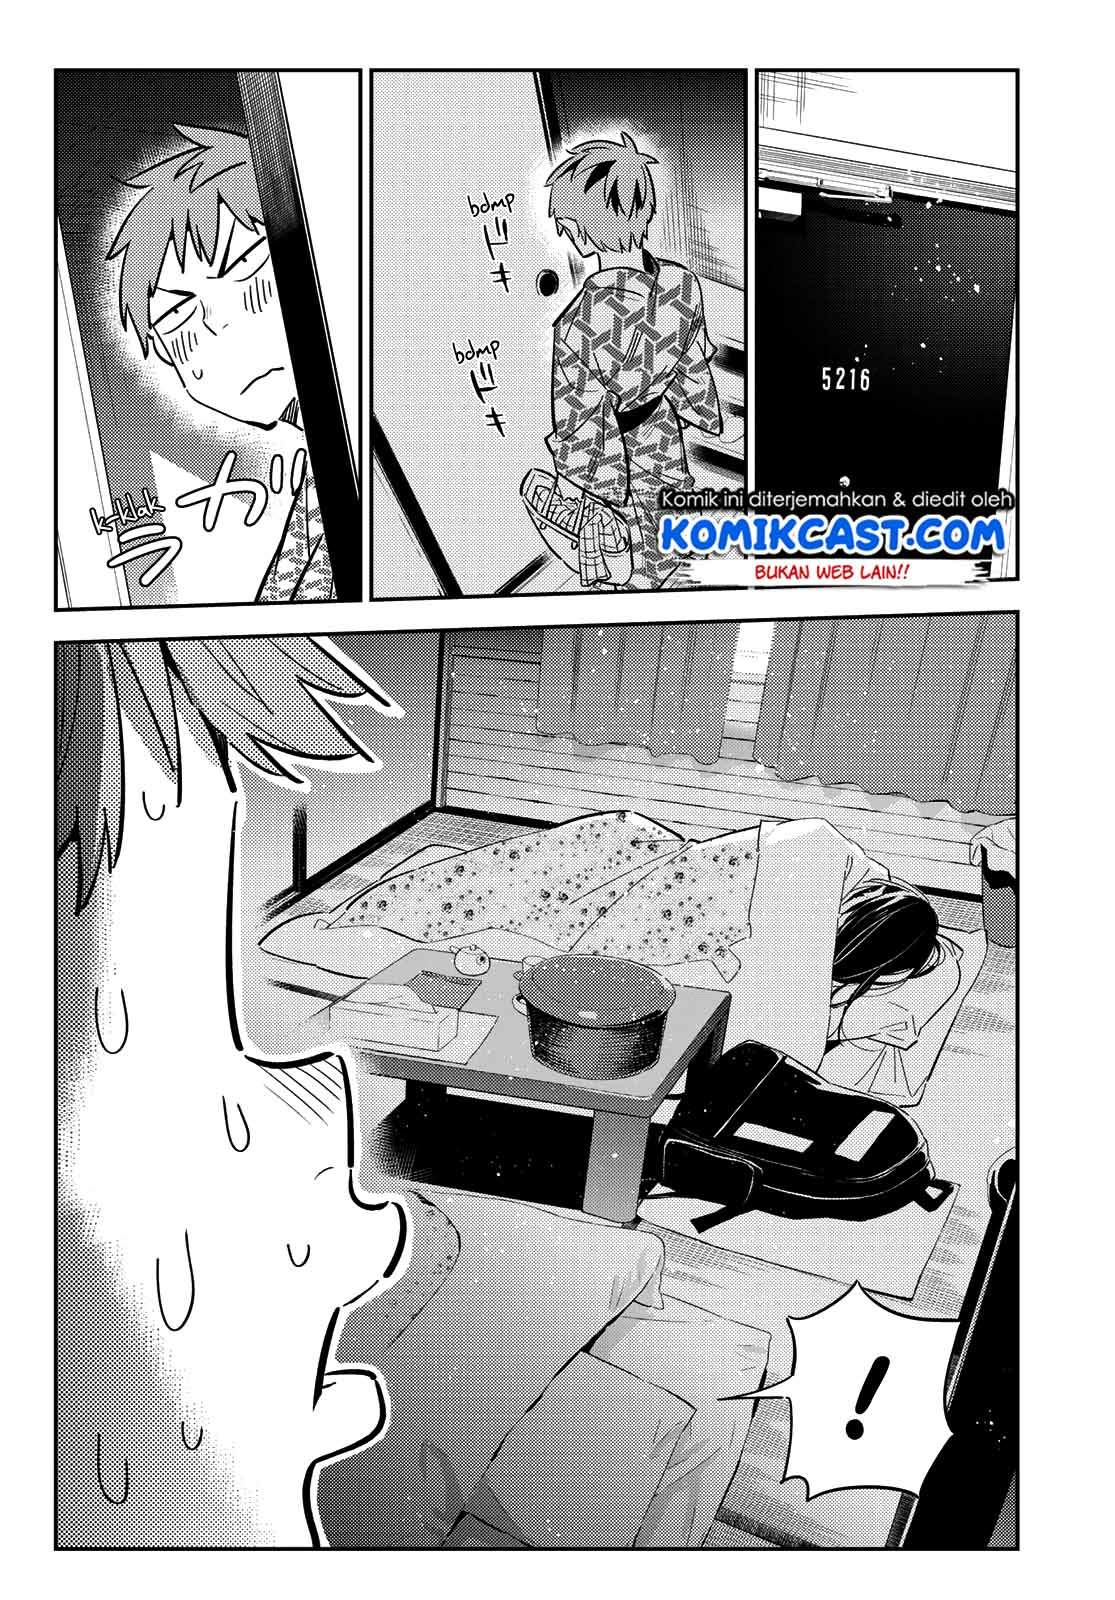 5216
Komik ini diterjemahkan & diedit oleh
KOMIKCAST.COM
BUKAN WEB LAIN!!
bdmp
ドキ
bdmp
ドキ
k-klak
ガラ
!